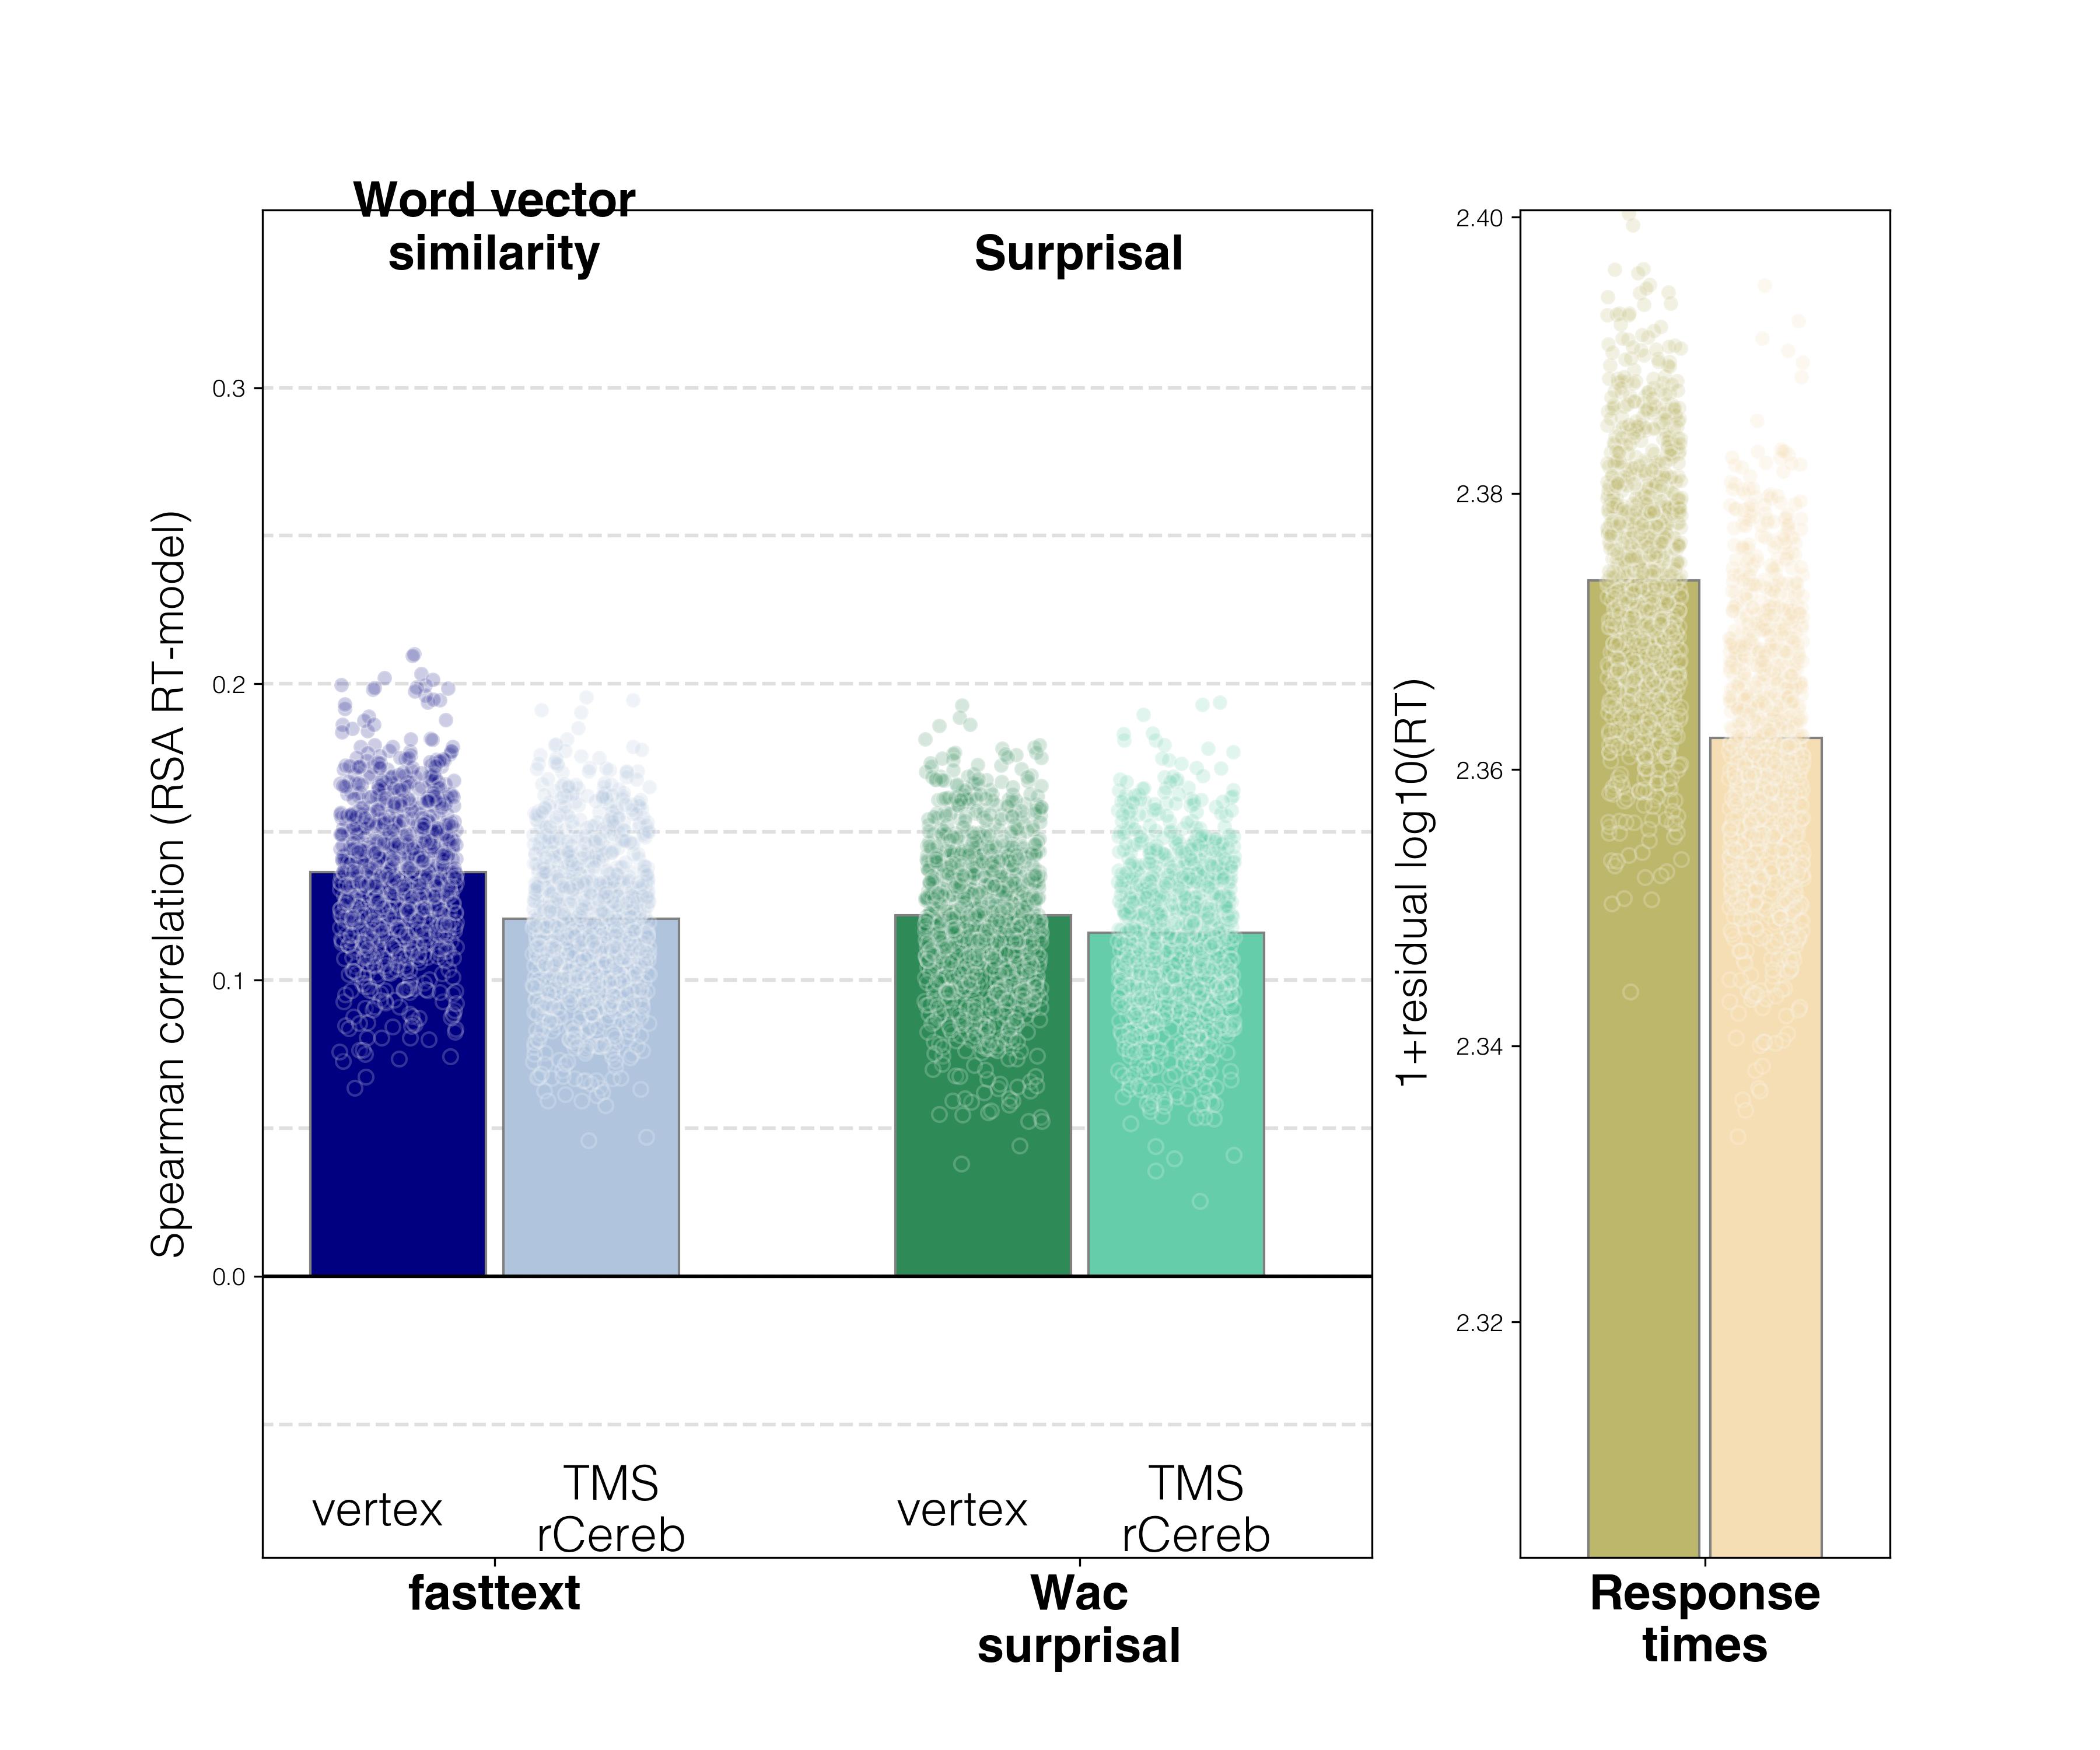 Word vector
similarity
Surprisal
Spearman correlation (RSA RT-model)
0.3
0.2
0.1
0.0
vertex
TMS
rCereb
vertex
TMS
rCereb
fasttext
Wac
surprisal
1+residual log10(RT)
2.40
2.38
2.36
2.34
2.32
Response
times